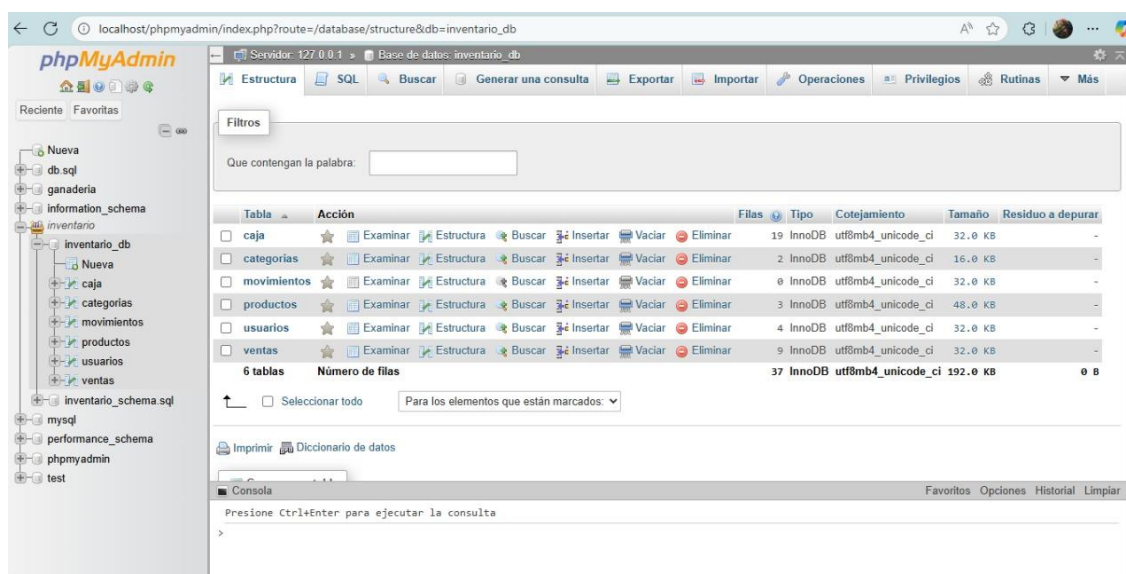 localhost/phpmyadmin/index.php?route=/database/structure&db=inventario_db
phpMyAdmin
Reciente Favoritas
Nueva
db.sql
ganaderia
information_schema
inventario
inventario_db
Nueva
caja
categorias
movimientos
productos
usuarios
ventas
inventario_schema.sql
mysql
performance_schema
phpmyadmin
test
Servidor: 127.0.0.1 » Base de datos: inventario_db
Estructura SQL Buscar Generar una consulta Exportar Importar Operaciones Privilegios Rutinas Más
Filtros
Que contengan la palabra:
Tabla Acción Filas Tipo Cotejamiento Tamaño Residuo a depurar
caja Examinar Estructura Buscar Insertar Vaciar Eliminar 19 InnoDB utf8mb4_unicode_ci 32.0 KB -
categorias Examinar Estructura Buscar Insertar Vaciar Eliminar 2 InnoDB utf8mb4_unicode_ci 16.0 KB -
movimientos Examinar Estructura Buscar Insertar Vaciar Eliminar 0 InnoDB utf8mb4_unicode_ci 32.0 KB -
productos Examinar Estructura Buscar Insertar Vaciar Eliminar 3 InnoDB utf8mb4_unicode_ci 48.0 KB -
usuarios Examinar Estructura Buscar Insertar Vaciar Eliminar 4 InnoDB utf8mb4_unicode_ci 32.0 KB -
ventas Examinar Estructura Buscar Insertar Vaciar Eliminar 9 InnoDB utf8mb4_unicode_ci 32.0 KB -
6 tablas Número de filas 37 InnoDB utf8mb4_unicode_ci 192.0 KB 0 B
Seleccionar todo Para los elementos que están marcados:
Imprimir Diccionario de datos
Consola Favoritos Opciones Historial Limpiar
Presione Ctrl+Enter para ejecutar la consulta
>